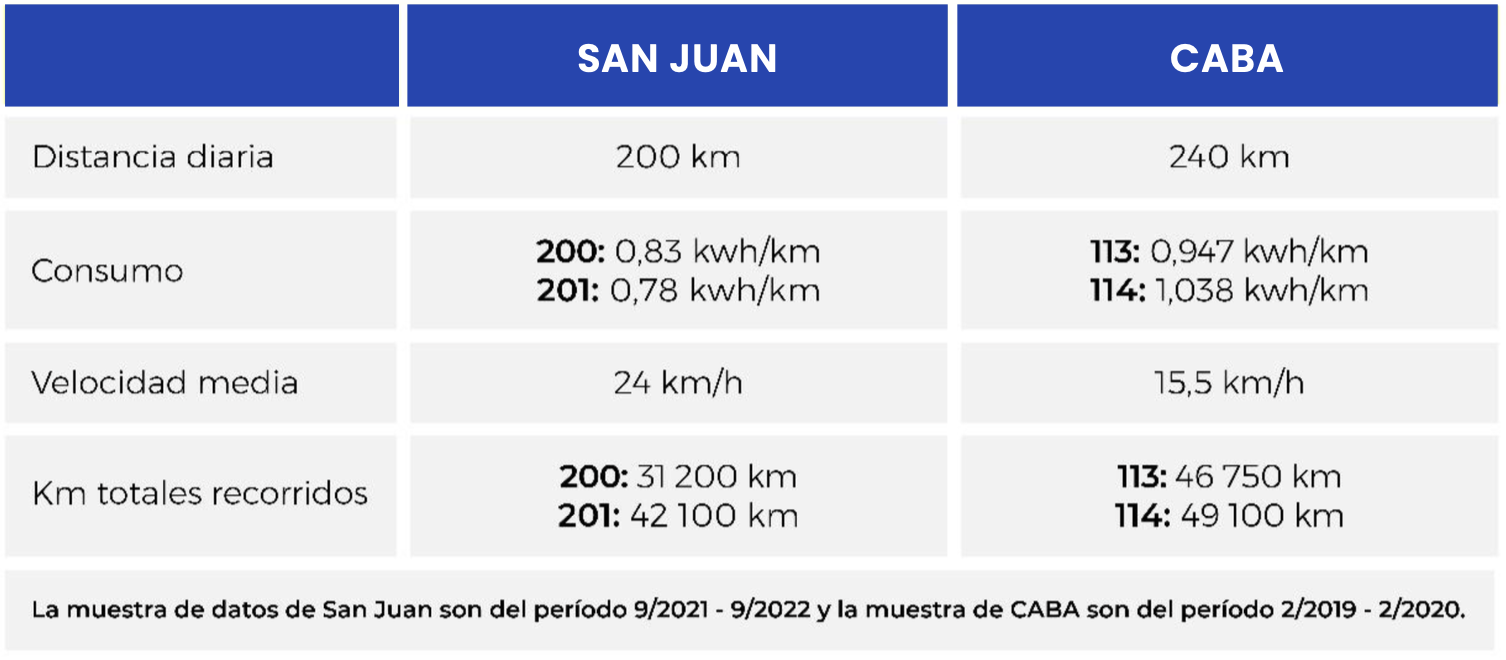 SAN JUAN
CABA
Distancia diaria
200 km
240 km
Consumo
200: 0,83 kwh/km
201: 0,78 kwh/km
113: 0,947 kwh/km
114: 1,038 kwh/km
Velocidad media
24 km/h
15,5 km/h
Km totales recorridos
200: 31 200 km
201: 42 100 km
113: 46 750 km
114: 49 100 km
La muestra de datos de San Juan son del período 9/2021 - 9/2022 y la muestra de CABA son del período 2/2019 - 2/2020.